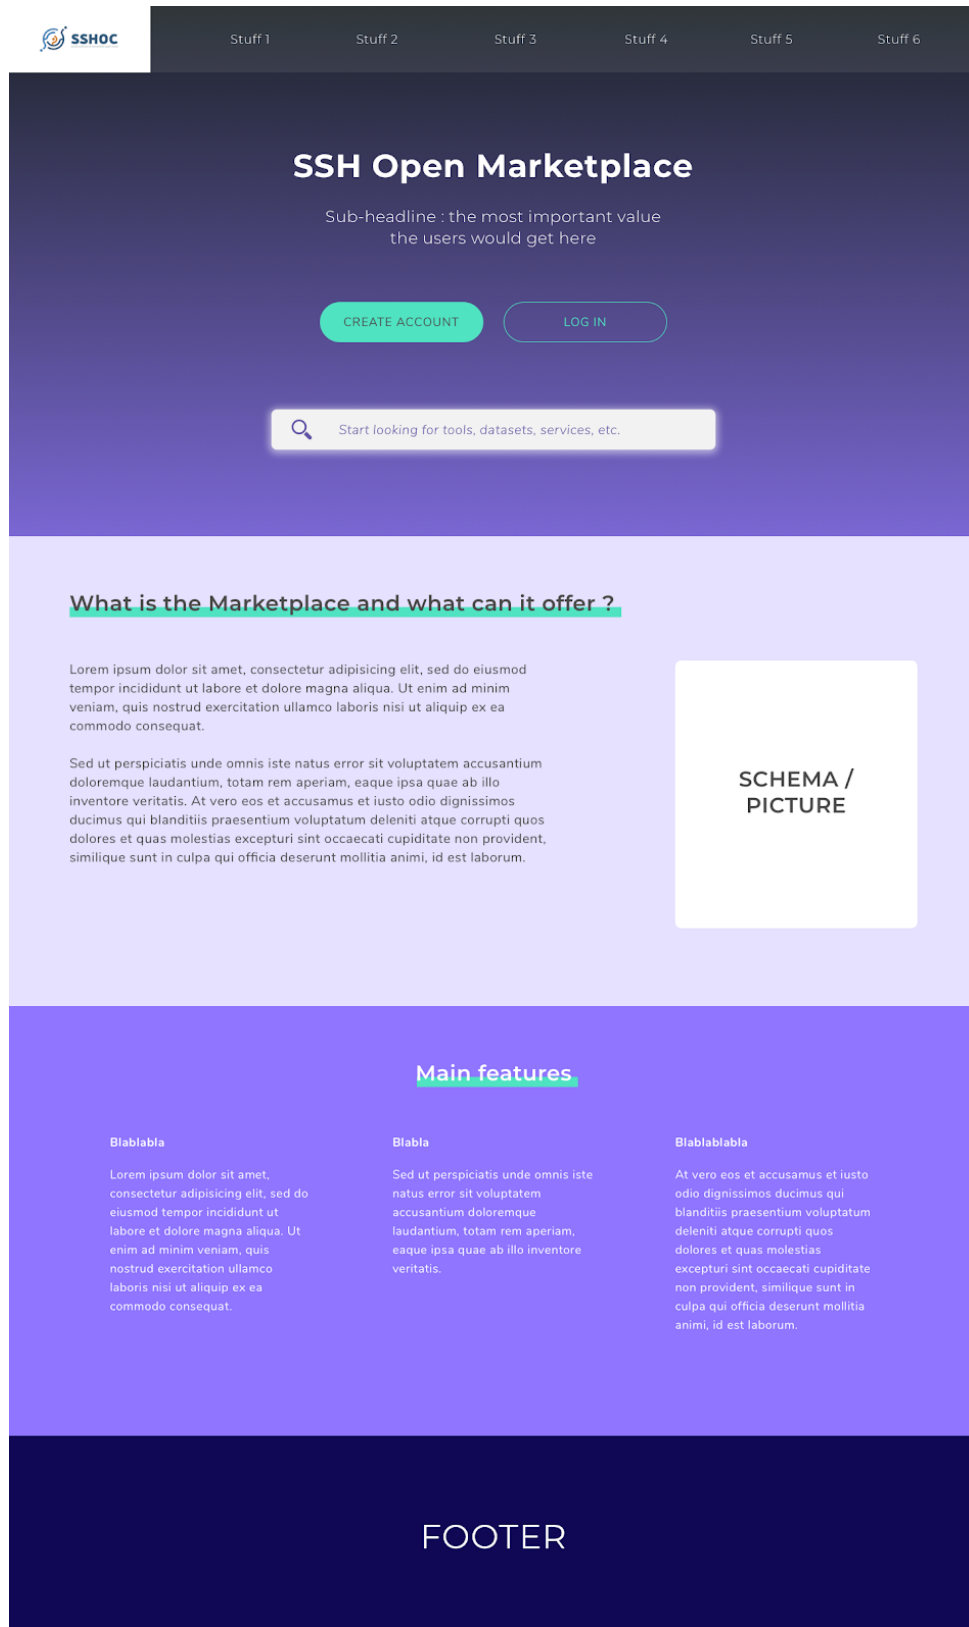 SSHOC
Stuff 1
Stuff 2
Stuff 3
Stuff 4
Stuff 5
Stuff 6
SSH Open Marketplace
Sub-headline : the most important value
the users would get here
CREATE ACCOUNT
LOG IN
Start looking for tools, datasets, services, etc.
What is the Marketplace and what can it offer ?
Lorem ipsum dolor sit amet, consectetur adipisicing elit, sed do eiusmod
tempor incididunt ut labore et dolore magna aliqua. Ut enim ad minim
veniam, quis nostrud exercitation ullamco laboris nisi ut aliquip ex ea
commodo consequat.
Sed ut perspiciatis unde omnis iste natus error sit voluptatem accusantium
doloremque laudantium, totam rem aperiam, eaque ipsa quae ab illo
inventore veritatis. At vero eos et accusamus et iusto odio dignissimos
ducimus qui blanditiis praesentium voluptatum deleniti atque corrupti quos
dolores et quas molestias excepturi sint occaecati cupiditate non provident,
similique sunt in culpa qui officia deserunt mollitia animi, id est laborum.
SCHEMA /
PICTURE
Main features
Blablabla
Lorem ipsum dolor sit amet,
consectetur adipisicing elit, sed do
eiusmod tempor incididunt ut
labore et dolore magna aliqua. Ut
enim ad minim veniam, quis
nostrud exercitation ullamco
laboris nisi ut aliquip ex ea
commodo consequat.
Blabla
Sed ut perspiciatis unde omnis iste
natus error sit voluptatem
accusantium doloremque
laudantium, totam rem aperiam,
eaque ipsa quae ab illo inventore
veritatis.
Blablablabla
At vero eos et accusamus et iusto
odio dignissimos ducimus qui
blanditiis praesentium voluptatum
deleniti atque corrupti quos
dolores et quas molestias
excepturi sint occaecati cupiditate
non provident, similique sunt in
culpa qui officia deserunt mollitia
animi, id est laborum.
FOOTER